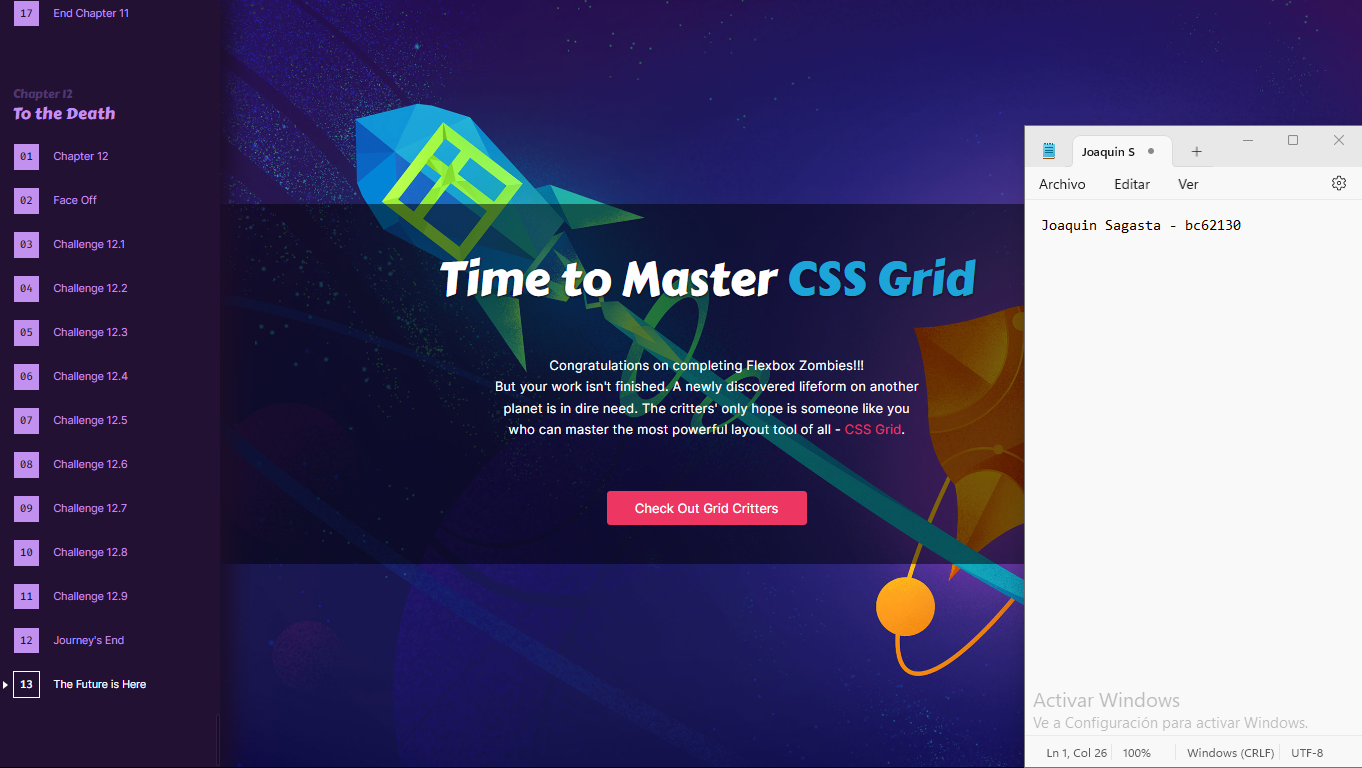 17 End Chapter 11
Chapter 12
To the Death
01 Chapter 12
02 Face Off
03 Challenge 12.1
04 Challenge 12.2
05 Challenge 12.3
06 Challenge 12.4
07 Challenge 12.5
08 Challenge 12.6
09 Challenge 12.7
10 Challenge 12.8
11 Challenge 12.9
12 Journey's End
13 The Future is Here
Time to Master CSS Grid
Congratulations on completing Flexbox Zombies!!!
But your work isn't finished. A newly discovered lifeform on another
planet is in dire need. The critters' only hope is someone like you
who can master the most powerful layout tool of all - CSS Grid.
Check Out Grid Critters
Joaquin S
Archivo Editar Ver
Joaquin Sagasta - bc62130
Activar Windows
Ve a Configuración para activar Windows.
Ln 1, Col 26 100% Windows (CRLF) UTF-8